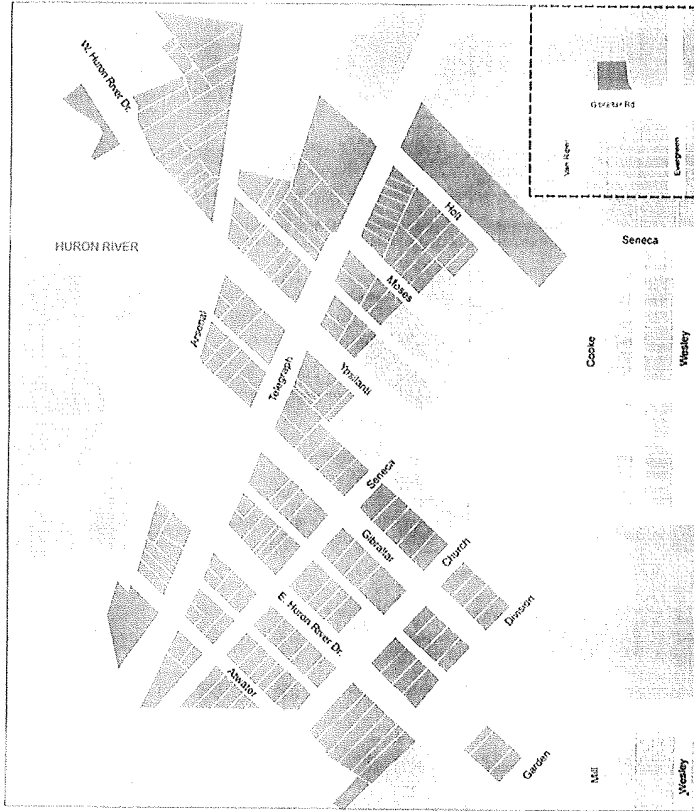 W. Huron River Dr.
Gibraltar Rd
Van Riper
Evergreen
Holt
Seneca
HURON RIVER
Moses
Arsenal
Cooke
Wesley
Telegraph
Ypsilanti
Seneca
Gibraltar
Church
E. Huron River Dr.
Division
Atwater
Garden
Mill
Wesley